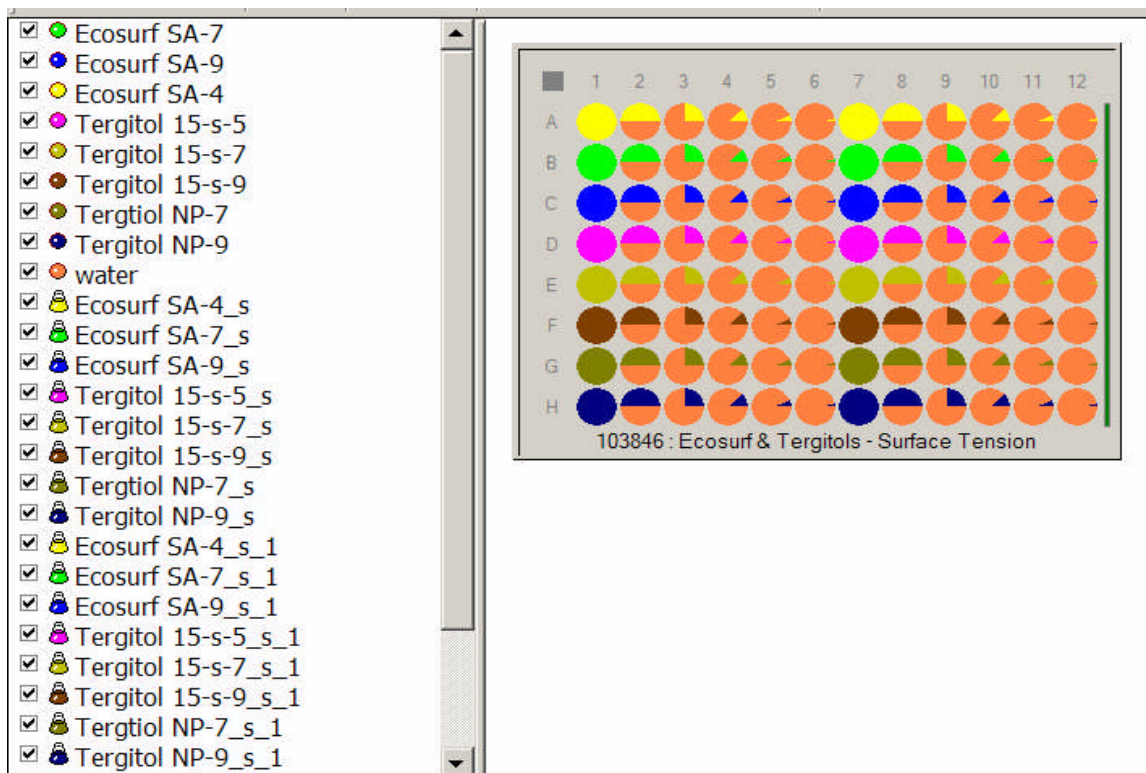 Ecosurf SA-7
Ecosurf SA-9
Ecosurf SA-4
Tergitol 15-s-5
Tergitol 15-s-7
Tergitol 15-s-9
Tergtiol NP-7
Tergitol NP-9
water
Ecosurf SA-4_s
Ecosurf SA-7_s
Ecosurf SA-9_s
Tergitol 15-s-5_s
Tergitol 15-s-7_s
Tergitol 15-s-9_s
Tergtiol NP-7_s
Tergitol NP-9_s
Ecosurf SA-4_s_1
Ecosurf SA-7_s_1
Ecosurf SA-9_s_1
Tergitol 15-s-5_s_1
Tergitol 15-s-7_s_1
Tergitol 15-s-9_s_1
Tergtiol NP-7_s_1
Tergitol NP-9_s_1
1 2 3 4 5 6 7 8 9 10 11 12
A
B
C
D
E
F
G
H
103846 : Ecosurf & Tergitols - Surface Tension